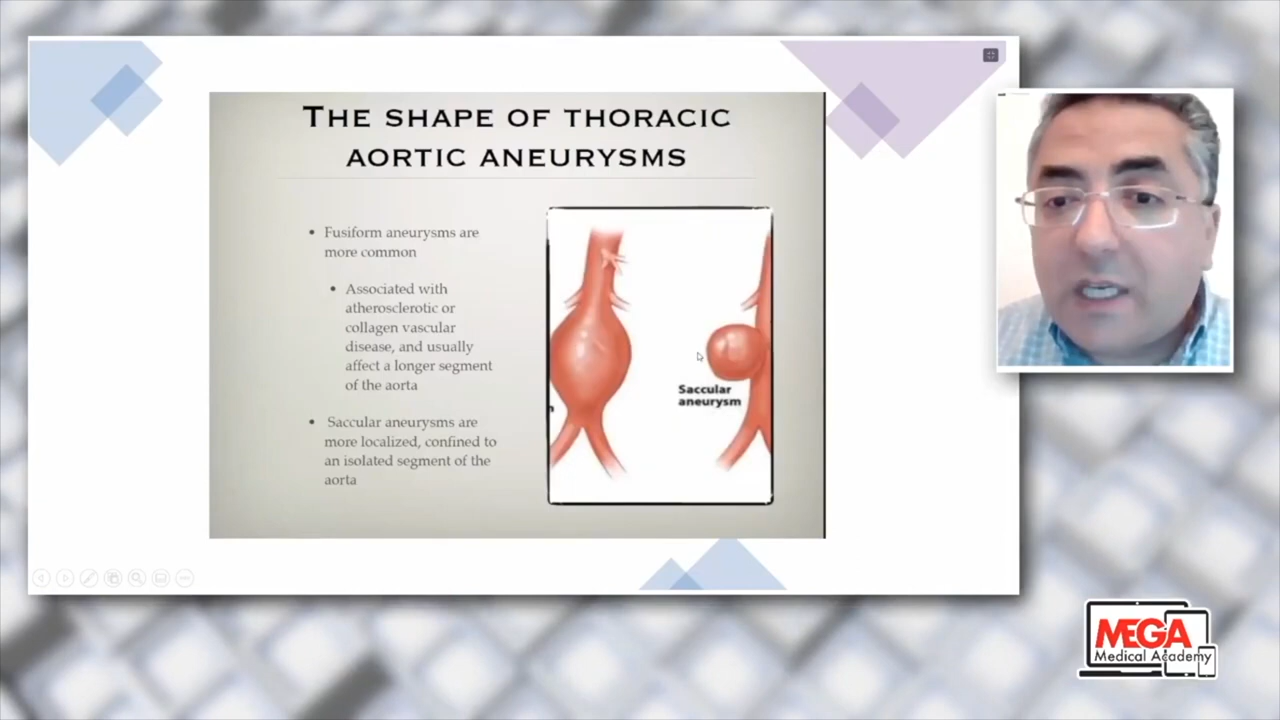 THE SHAPE OF THORACIC
AORTIC ANEURYSMS
• Fusiform aneurysms are
more common
• Associated with
atherosclerotic or
collagen vascular
disease, and usually
affect a longer segment
of the aorta
• Saccular aneurysms are
more localized, confined to
an isolated segment of the
aorta
n
Saccular
aneurysm
MEGA
Medical Academy